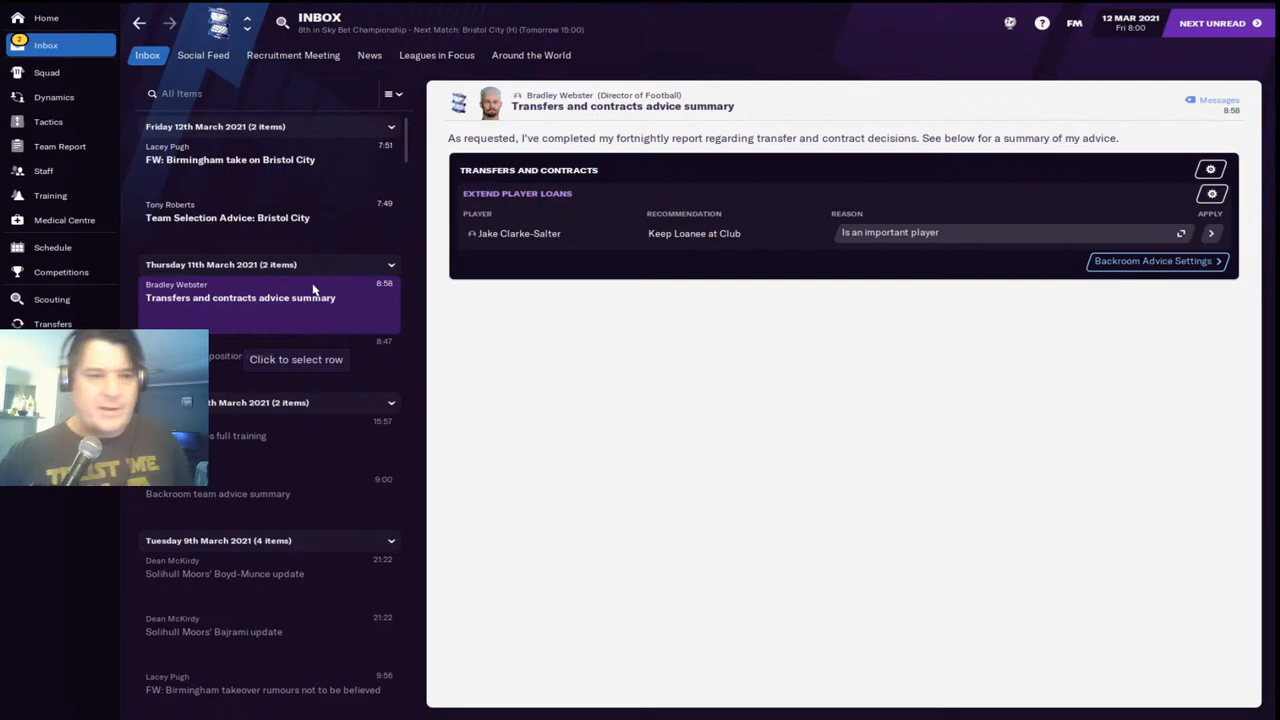 Home
2
Inbox
Squad
Dynamics
Tactics
Team Report
Staff
Training
Medical Centre
Schedule
Competitions
Scouting
Transfers
INBOX
8th in Sky Bet Championship - Next Match: Bristol City (H) (Tomorrow 15:00)
?
FM
12 MAR 2021
Fri 8:00
NEXT UNREAD
Inbox
Social Feed
Recruitment Meeting
News
Leagues in Focus
Around the World
All Items
Friday 12th March 2021 (2 items)
Lacey Pugh
7:51
FW: Birmingham take on Bristol City
Tony Roberts
7:49
Team Selection Advice: Bristol City
Thursday 11th March 2021 (2 items)
Bradley Webster
8:58
Transfers and contracts advice summary
8:47
Click to select row
March 2021 (2 items)
15:57
full training
9:00
Backroom team advice summary
Tuesday 9th March 2021 (4 items)
Dean McKirdy
21:22
Solihull Moors' Boyd-Munce update
Dean McKirdy
21:22
Solihull Moors' Bajrami update
Lacey Pugh
9:56
FW: Birmingham takeover rumours not to be believed
Bradley Webster (Director of Football)
Transfers and contracts advice summary
Messages
8:58
As requested, I've completed my fortnightly report regarding transfer and contract decisions. See below for a summary of my advice.
TRANSFERS AND CONTRACTS
EXTEND PLAYER LOANS
PLAYER
RECOMMENDATION
REASON
APPLY
Jake Clarke-Salter
Keep Loanee at Club
Is an important player
Backroom Advice Settings
TRUST ME